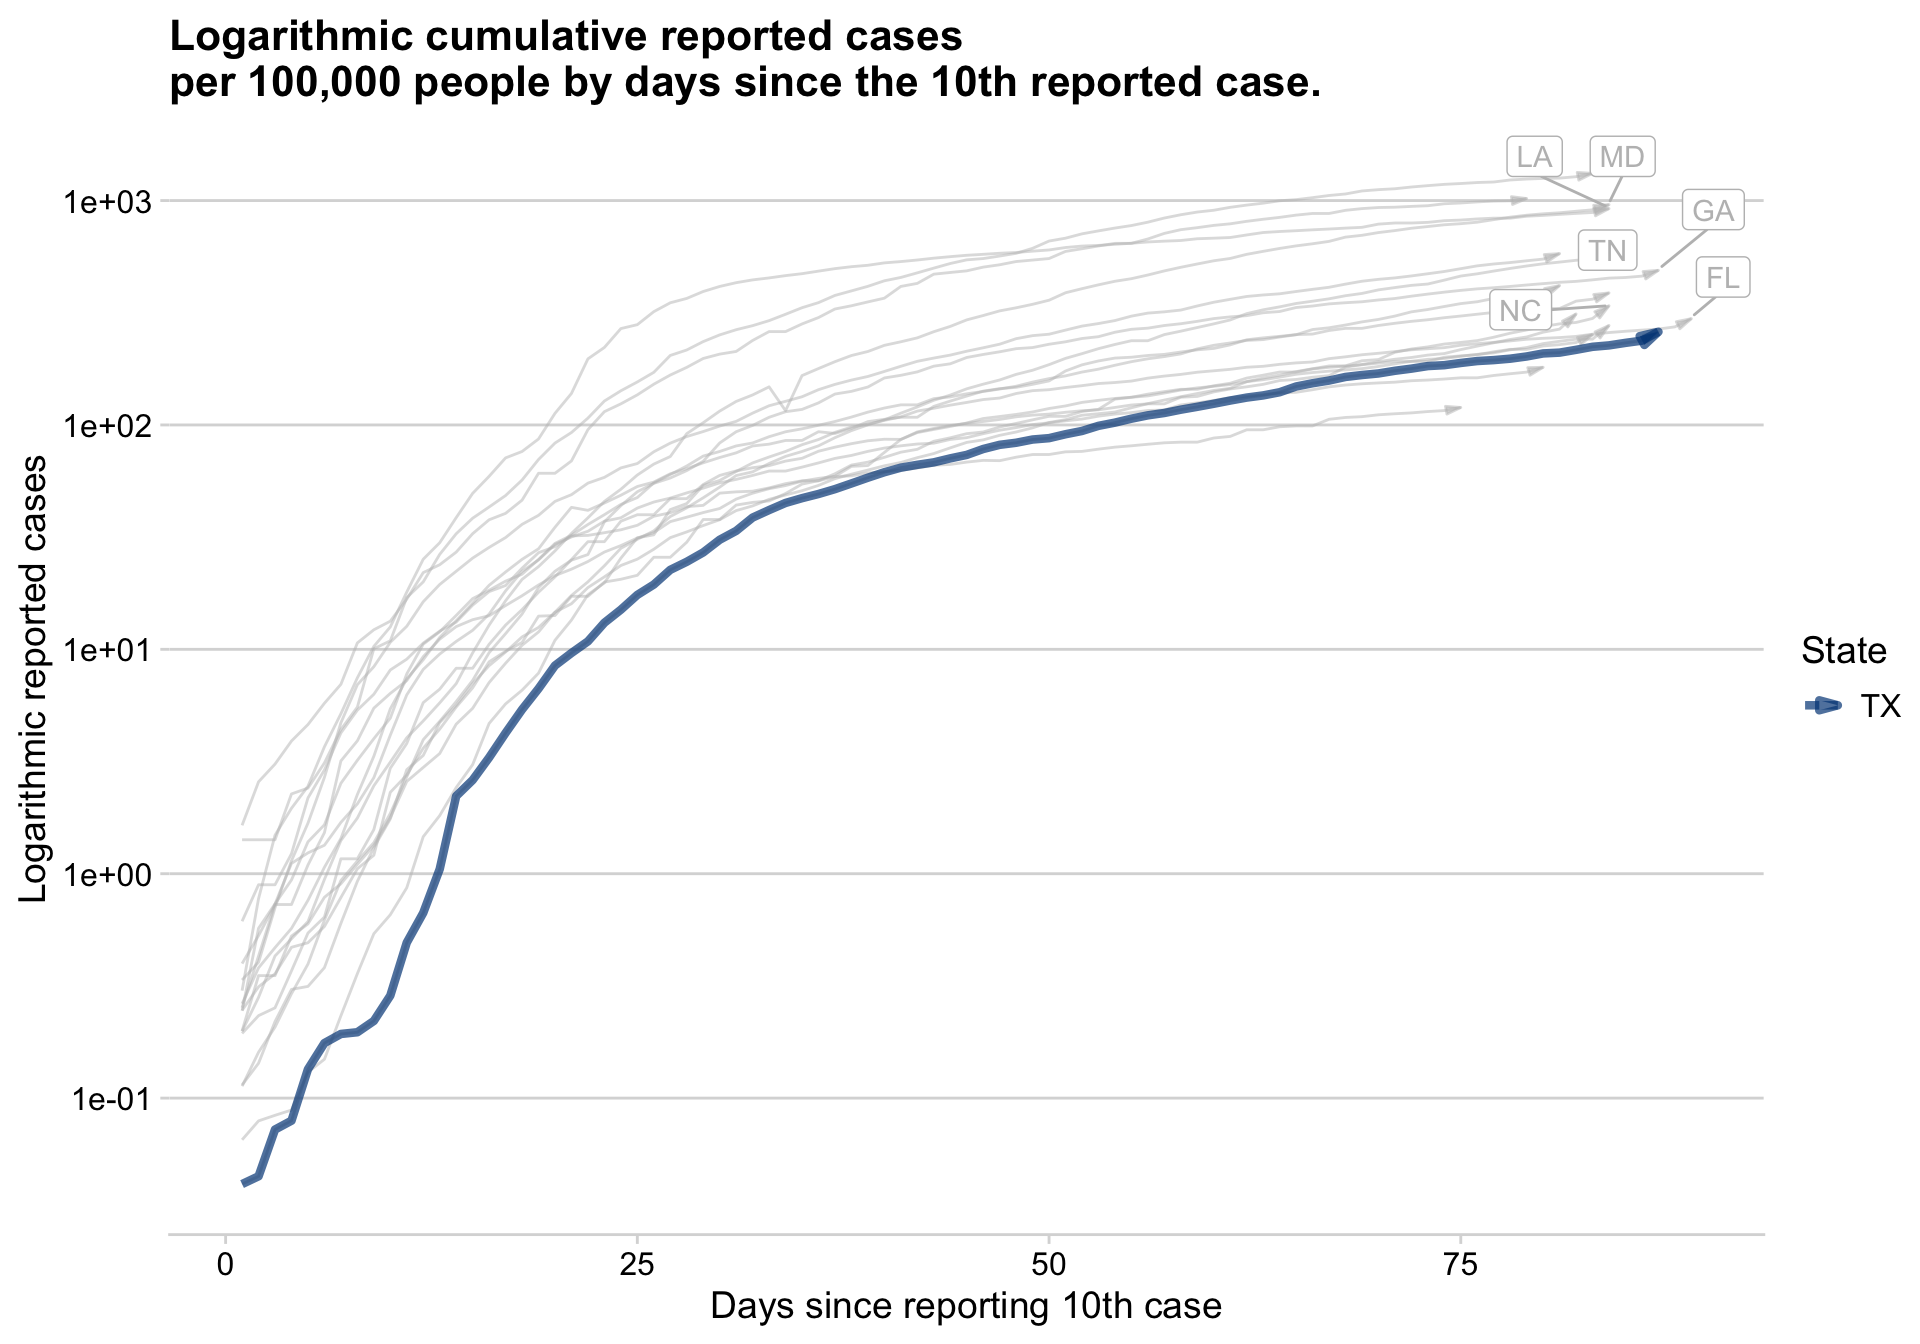 Logarithmic cumulative reported cases
per 100,000 people by days since the 10th reported case.
LA
MD
1e+03
GA
TN
FL
NC
1e+02
Logarithmic reported cases
1e+01
State
TX
1e+00
1e-01
0
25
50
75
Days since reporting 10th case